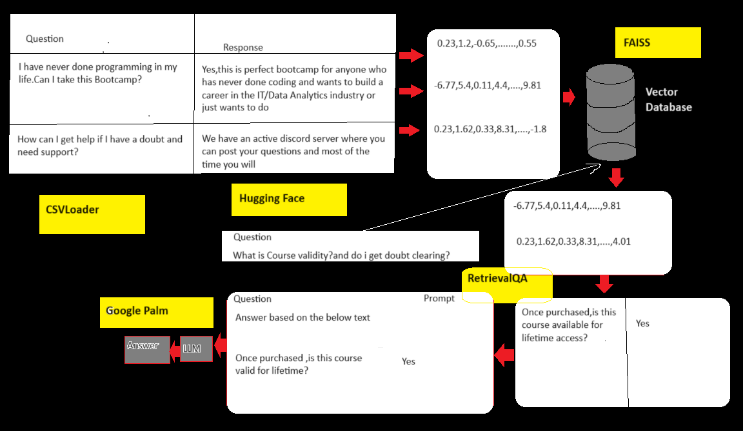 Question
Response
I have never done programming in my
life.Can I take this Bootcamp?
Yes,this is perfect bootcamp for anyone who
has never done coding and wants to build a
career in the IT/Data Analytics industry or
just wants to do
How can I get help if I have a doubt and
need support?
We have an active discord server where you
can post your questions and most of the
time you will
0.23,1.2,-0.65,.......,0.55
-6.77,5.4,0.11,4.4,....,9.81
0.23,1.62,0.33,8.31,....,-1.8
FAISS
Vector
Database
CSVLoader
Hugging Face
Question
What is Course validity?and do i get doubt clearing?
-6.77,5.4,0.11,4.4,....,9.81
0.23,1.62,0.33,8.31,....,4.01
RetrievalQA
Once purchased,is this
course available for
lifetime access?
Yes
Question
Prompt
Answer based on the below text
Once purchased ,is this course
valid for lifetime?
Yes
Google Palm
LLM
Answer